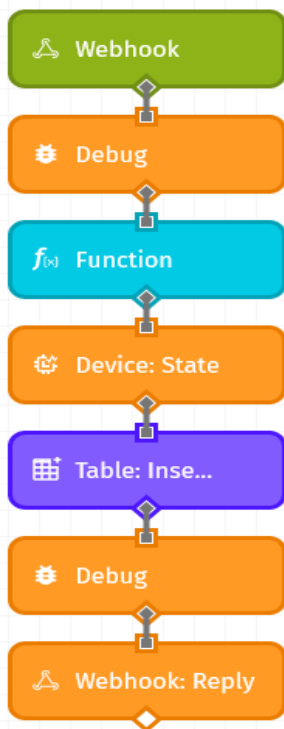 Webhook
Debug
f(x) Function
Device: State
Table: Inse...
Debug
Webhook: Reply